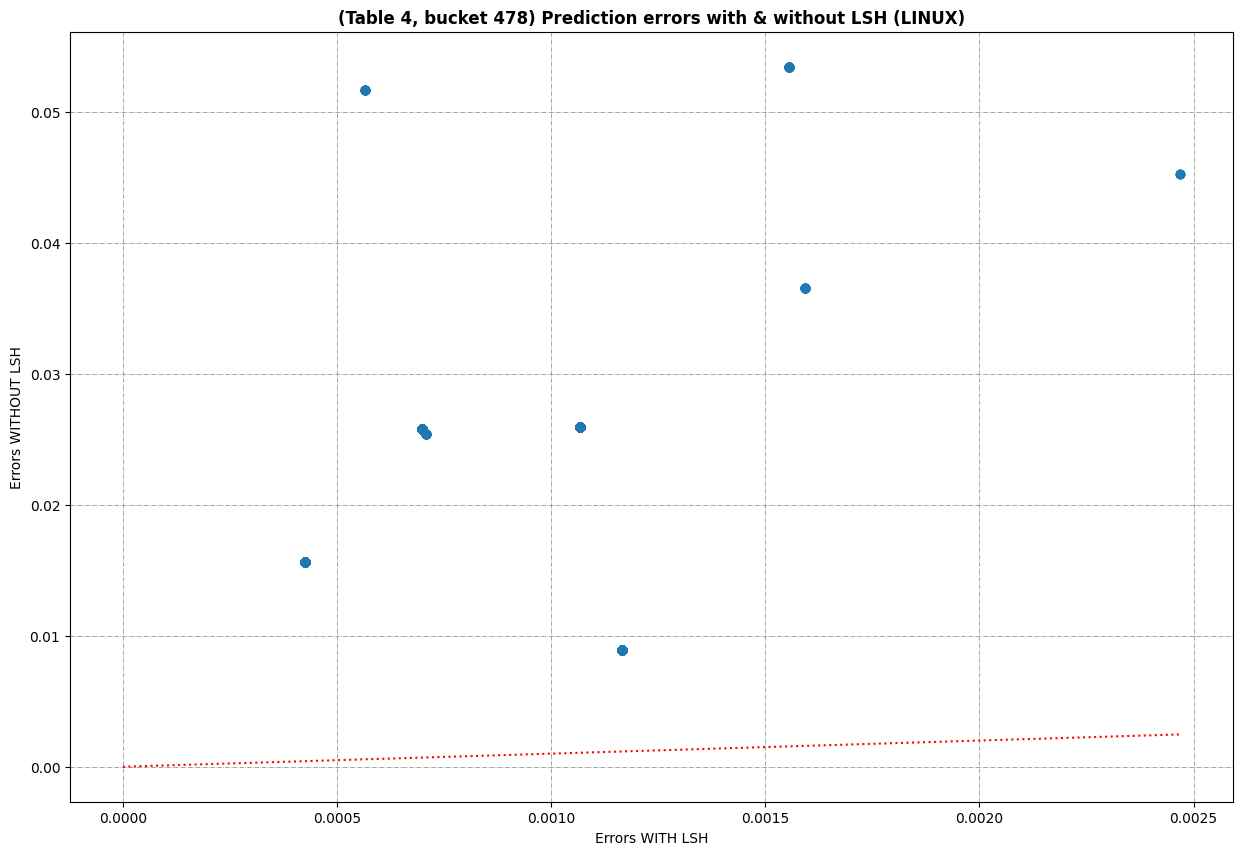 (Table 4, bucket 478) Prediction errors with & without LSH (LINUX)
Errors WITHOUT LSH
0.05
0.04
0.03
0.02
0.01
0.00
0.0000 0.0005 0.0010 0.0015 0.0020 0.0025
Errors WITH LSH